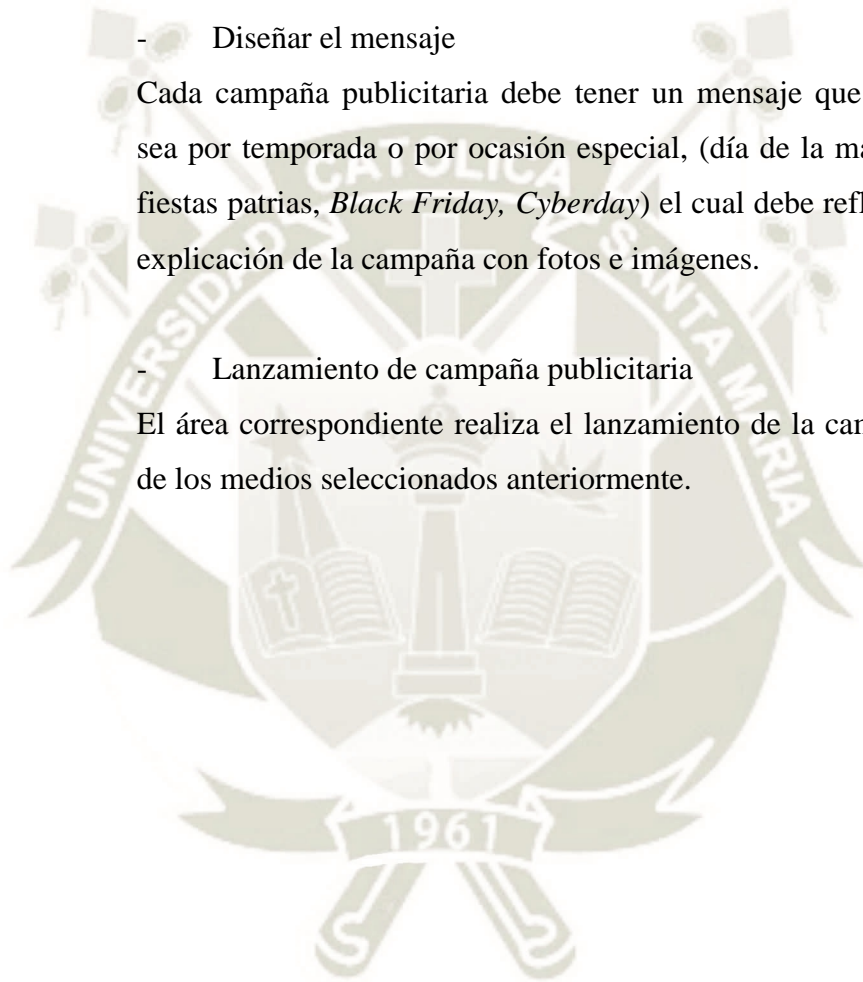 - Diseñar el mensaje
Cada campaña publicitaria debe tener un mensaje que
sea por temporada o por ocasión especial, (día de la
fiestas patrias, Black Friday, Cyberday) el cual debe
explicación de la campaña con fotos e imágenes.
- Lanzamiento de campaña publicitaria
El área correspondiente realiza el lanzamiento de la
de los medios seleccionados anteriormente.
UNIVERSIDAD CATOLICA SANTA MARIA
1961